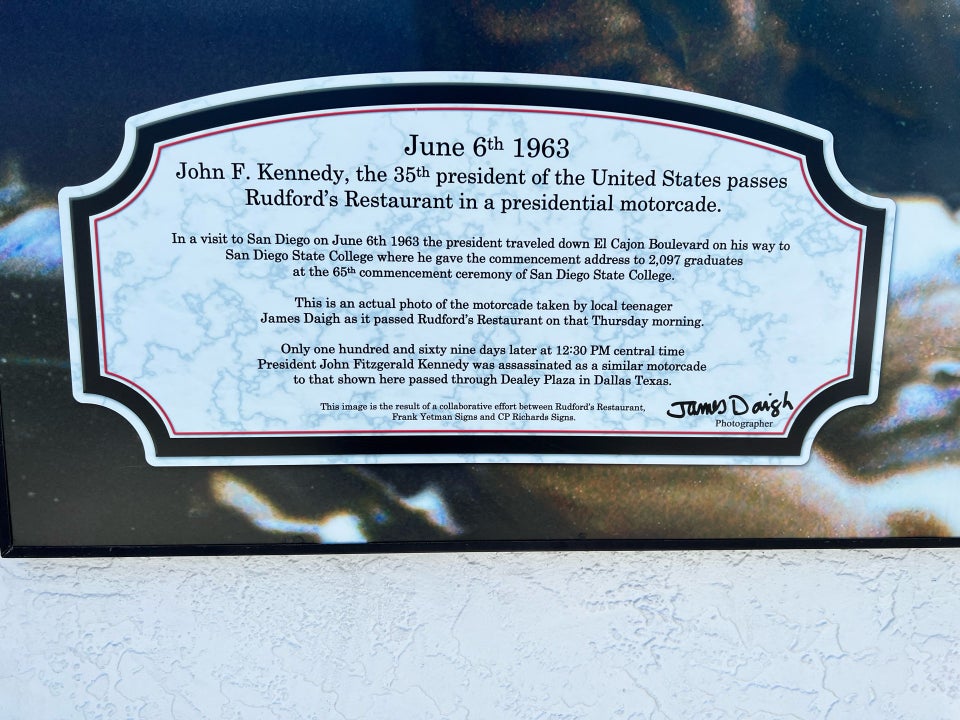 June 6th 1963
John F. Kennedy, the 35th president of the United States passes
Rudford's Restaurant in a presidential motorcade.
In a visit to San Diego on June 6th 1963 the president traveled down El Cajon Boulevard on his way to
San Diego State College where he gave the commencement address to 2,097 graduates
at the 65th commencement ceremony of San Diego State College.
This is an actual photo of the motorcade taken by local teenager
James Daigh as it passed Rudford's Restaurant on that Thursday morning.
Only one hundred and sixty nine days later at 12:30 PM central time
President John Fitzgerald Kennedy was assassinated as a similar motorcade
to that shown here passed through Dealey Plaza in Dallas Texas.
This image is the result of a collaborative effort between Rudford's Restaurant,
Frank Yetman Signs and CP Richards Signs.
James Daigh
Photographer